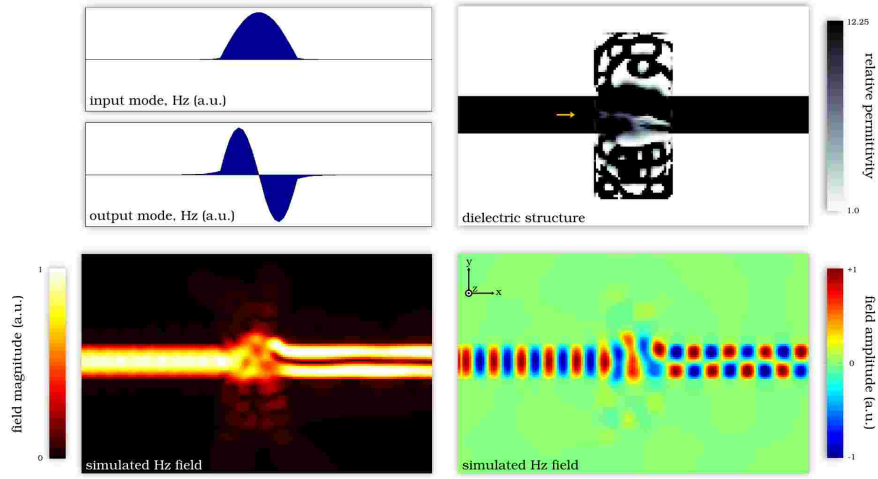 input mode, Hz (a.u.)
output mode, Hz (a.u.)
dielectric structure
12.25
relative permittivity
1.0
1
field magnitude (a.u.)
0
simulated Hz field
y
z
x
simulated Hz field
+1
0
-1
field amplitude (a.u.)